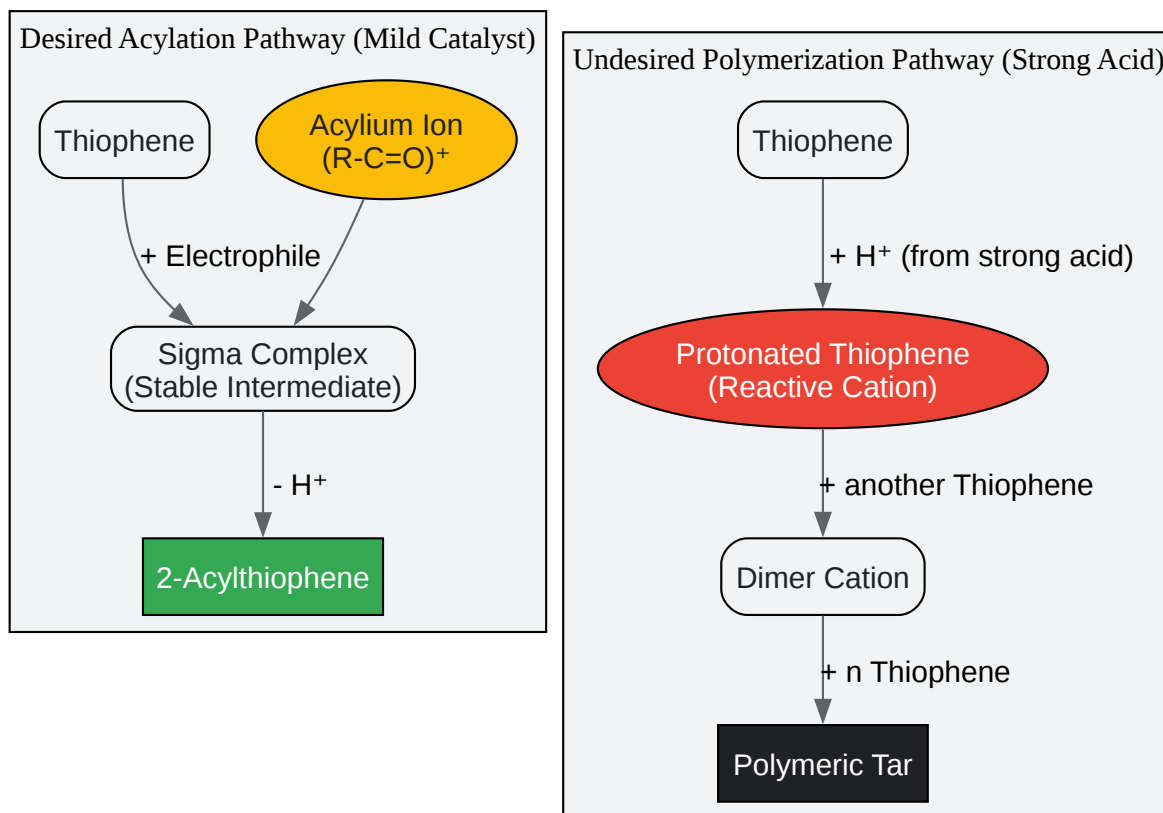 Desired Acylation Pathway (Mild Catalyst)
Thiophene
Acylium Ion
(R-C=O)⁺
+ Electrophile
Sigma Complex
(Stable Intermediate)
- H⁺
2-Acylthiophene
Undesired Polymerization Pathway (Strong Acid)
Thiophene
+ H⁺ (from strong acid)
Protonated Thiophene
(Reactive Cation)
+ another Thiophene
Dimer Cation
+ n Thiophene
Polymeric Tar